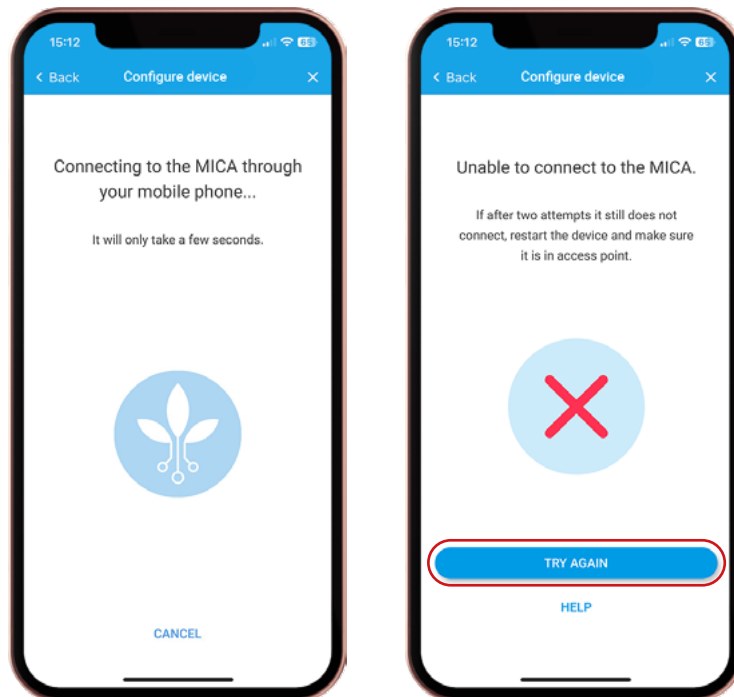 15:12
65
< Back
Configure device
×
Connecting to the MICA through
your mobile phone...
It will only take a few seconds.
CANCEL
15:12
65
< Back
Configure device
×
Unable to connect to the MICA.
If after two attempts it still does not
connect, restart the device and make sure
it is in access point.
TRY AGAIN
HELP